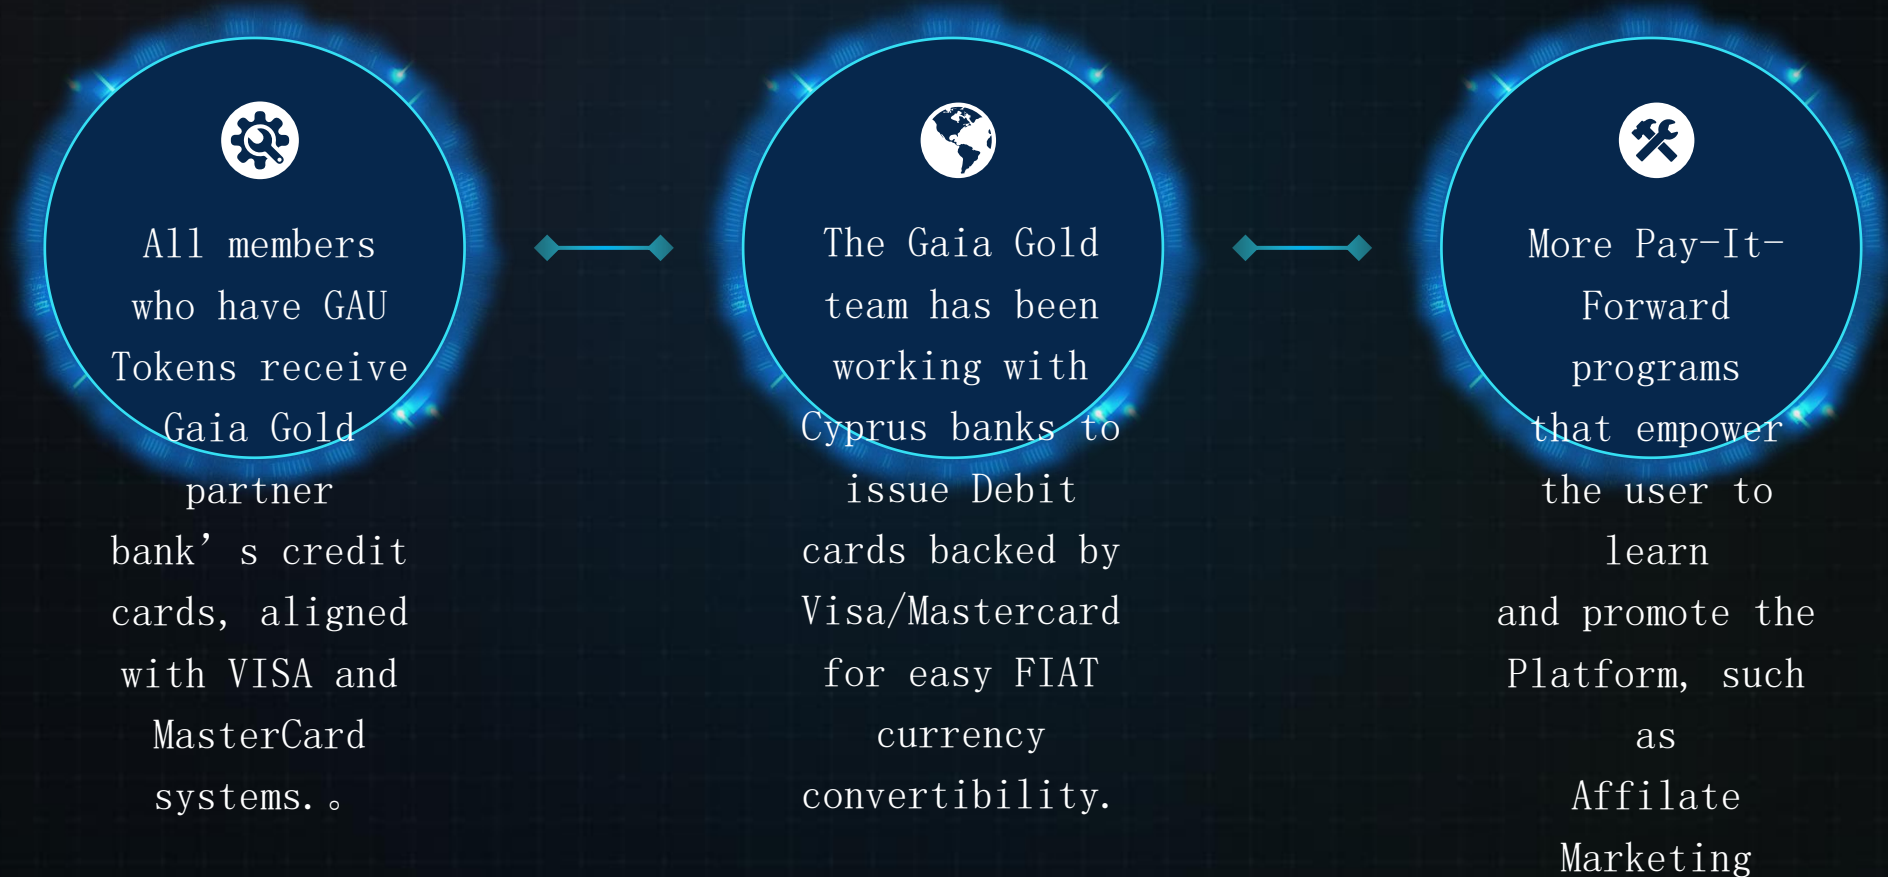 All members
who have GAU
Tokens receive
Gaia Gold
partner
bank’s credit
cards, aligned
with VISA and
MasterCard
systems.。
The Gaia Gold
team has been
working with
Cyprus banks to
issue Debit
cards backed by
Visa/Mastercard
for easy FIAT
currency
convertibility.
More Pay-It-
Forward
programs
that empower
the user to
learn
and promote the
Platform, such
as
Affilate
Marketing